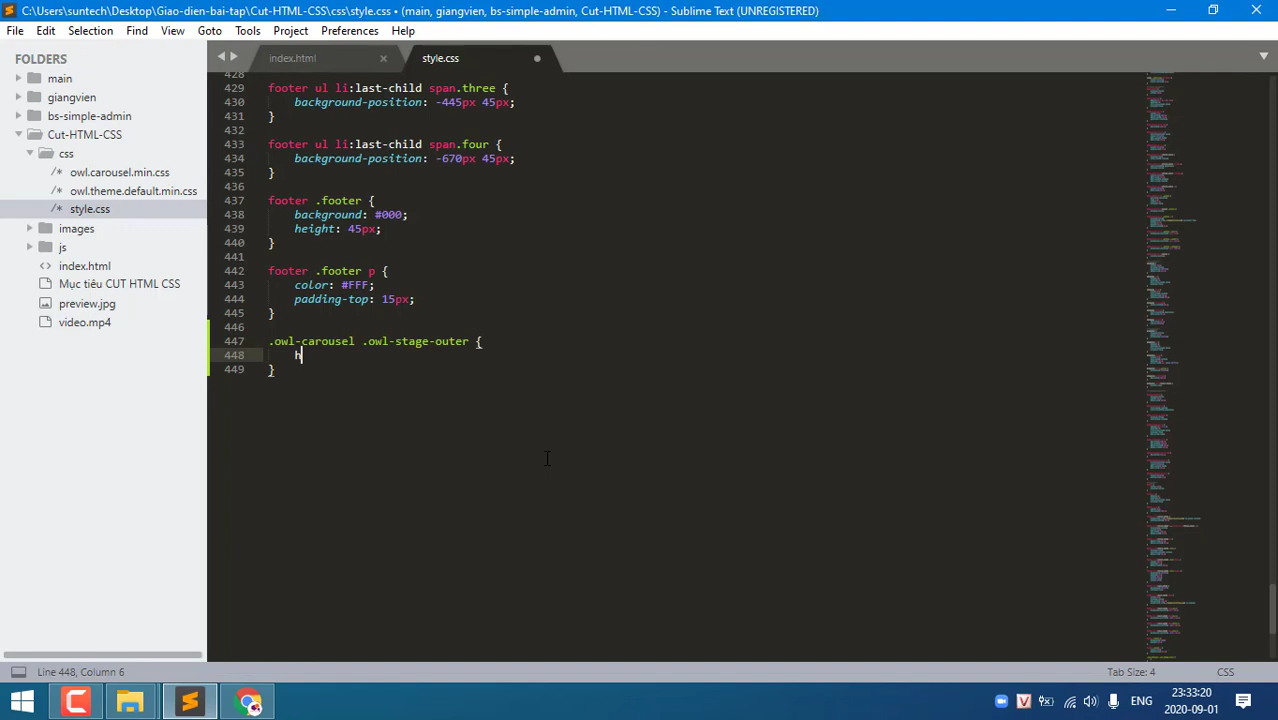 C:\Users\suntech\Desktop\Giao-dien-bai-tap\Cut-HTML-CSS\css\style.css • (main, giangvien, bs-simple-admin, Cut-HTML-CSS) - Sublime Text (UNREGISTERED)
File Edit Selection Find View Goto Tools Project Preferences Help
FOLDERS
main
giangvien
bs-simple-admin
Cut-HTML-CSS
css
/* owl.carousel.min.css
/* owl.theme.default.min.css
/* style.css
images
js
<> index.html
Mục tiêu CUT HTML CSS
preview.jpg
video.mp4
index.html ×
style.css
428
429 footer ul li:last-child span.three {
430 background-position: -445px 45px;
431 }
432
433 footer ul li:last-child span.four {
434 background-position: -670px 45px;
435 }
436
437 footer .footer {
438 background: #000;
439 height: 45px;
440 }
441
442 footer .footer p {
443 color: #FFF;
444 padding-top: 15px;
445 }
446
447 .owl-carousel .owl-stage-outer {
448 h
449 }
Line 448, Column 6
Tab Size: 4
CSS
ENG
23:33:20
2020-09-01